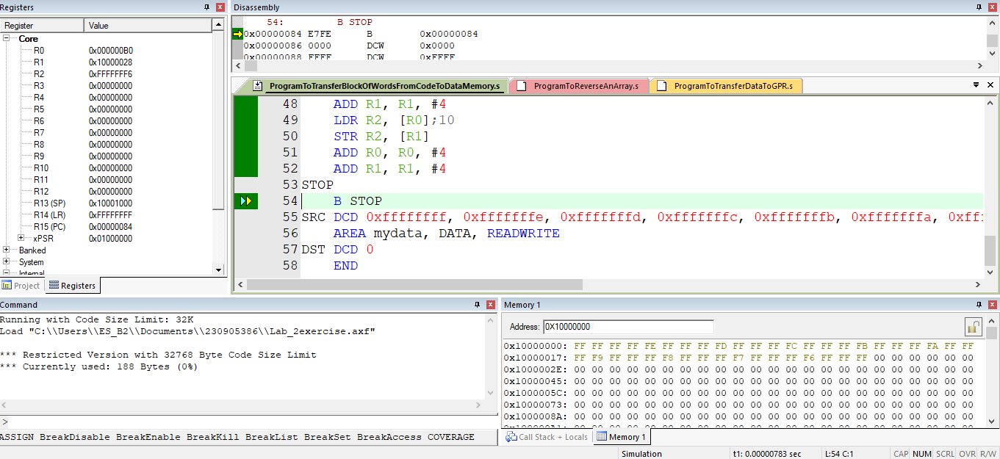 Registers
Register Value
Core
R0 0x000000B0
R1 0x10000028
R2 0xFFFFFFF6
R3 0x00000000
R4 0x00000000
R5 0x00000000
R6 0x00000000
R7 0x00000000
R8 0x00000000
R9 0x00000000
R10 0x00000000
R11 0x00000000
R12 0x00000000
R13 (SP) 0x10001000
R14 (LR) 0xFFFFFFFF
R15 (PC) 0x00000084
xPSR 0x01000000
Banked
System
Internal
Project Registers
Disassembly
54: B STOP
0x00000084 E7FE B 0x00000084
0x00000086 0000 DCW 0x0000
0x00000088 FFFF DCW 0xFFFF
ProgramToTransferBlockOfWordsFromCodeToDataMemory.s ProgramToReverseAnArray.s ProgramToTransferDataToGPR.s
48 ADD R1, R1, #4
49 LDR R2, [R0];10
50 STR R2, [R1]
51 ADD R0, R0, #4
52 ADD R1, R1, #4
53 STOP
54 B STOP
55 SRC DCD 0xffffffff, 0xfffffffe, 0xfffffffd, 0xfffffffc, 0xfffffffb, 0xfffffffa, 0xfff
56 AREA mydata, DATA, READWRITE
57 DST DCD 0
58 END
Command
Running with Code Size Limit: 32K
Load "C:\\Users\\ES_B2\\Documents\\230905386\\Lab_2exercise.axf"
*** Restricted Version with 32768 Byte Code Size Limit
*** Currently used: 188 Bytes (0%)
>
ASSIGN BreakDisable BreakEnable BreakKill BreakList BreakSet BreakAccess COVERAGE
Memory 1
Address: 0X10000000
0x10000000: FF FF FF FF FE FF FF FF FD FF FF FF FC FF FF FF FB FF FF FF FA FF FF
0x10000017: FF F9 FF FF FF F8 FF FF FF F7 FF FF FF F6 FF FF FF 00 00 00 00 00 00
0x1000002E: 00 00 00 00 00 00 00 00 00 00 00 00 00 00 00 00 00 00 00 00 00 00 00
0x10000045: 00 00 00 00 00 00 00 00 00 00 00 00 00 00 00 00 00 00 00 00 00 00 00
0x1000005C: 00 00 00 00 00 00 00 00 00 00 00 00 00 00 00 00 00 00 00 00 00 00 00
0x10000073: 00 00 00 00 00 00 00 00 00 00 00 00 00 00 00 00 00 00 00 00 00 00 00
0x1000008A: 00 00 00 00 00 00 00 00 00 00 00 00 00 00 00 00 00 00 00 00 00 00 00
Call Stack + Locals Memory 1
Simulation t1: 0.00000783 sec L:54 C:1 CAP NUM SCRL OVR R/W